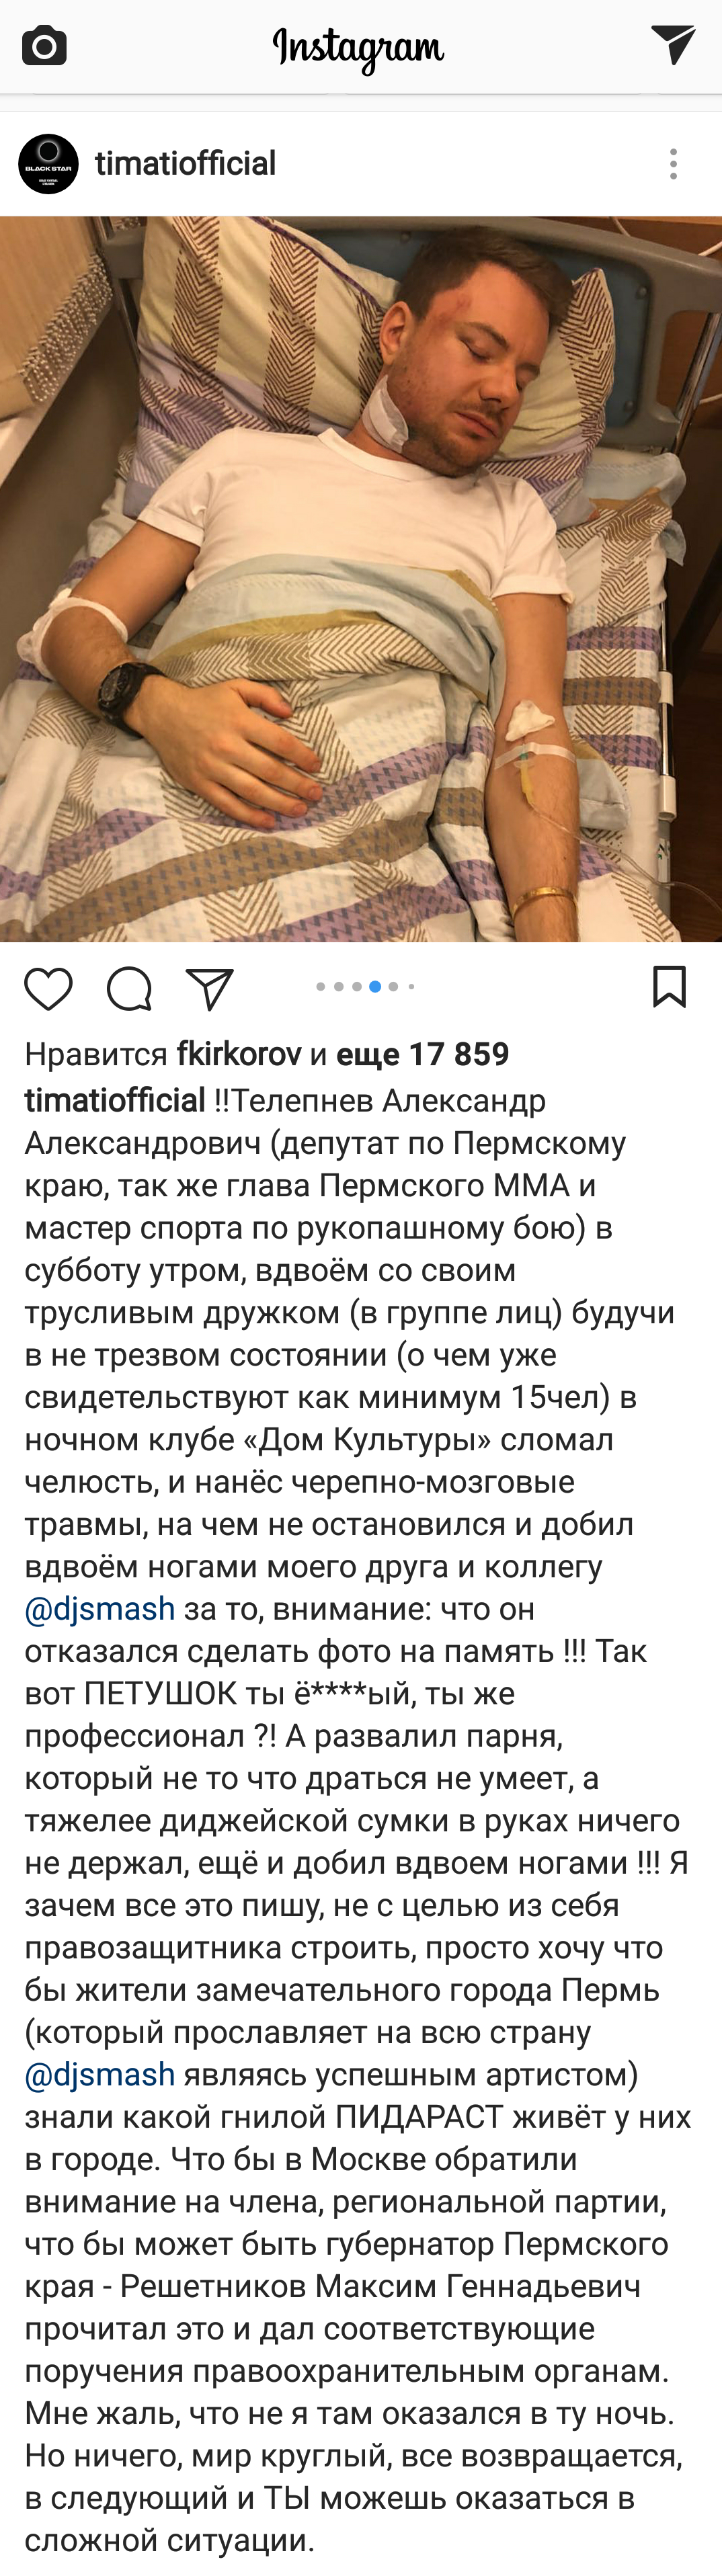 Instagram
BLACK STAR
timatiofficial
Нравится fkirkorov и еще 17 859
timatiofficial !!Телепнев Александр
Александрович (депутат по Пермскому
краю, так же глава Пермского ММА и
мастер спорта по рукопашному бою) в
субботу утром, вдвоём со своим
трусливым дружком (в группе лиц) будучи
в не трезвом состоянии (о чем уже
свидетельствуют как минимум 15чел) в
ночном клубе «Дом Культуры» сломал
челюсть, и нанёс черепно-мозговые
травмы, на чем не остановился и добил
вдвоём ногами моего друга и коллегу
@djsmash за то, внимание: что он
отказался сделать фото на память !!! Так
вот ПЕТУШОК ты ё****ый, ты же
профессионал ?! А развалил парня,
который не то что драться не умеет, а
тяжелее диджейской сумки в руках ничего
не держал, ещё и добил вдвоем ногами !!! Я
зачем все это пишу, не с целью из себя
правозащитника строить, просто хочу что
бы жители замечательного города Пермь
(который прославляет на всю страну
@djsmash являясь успешным артистом)
знали какой гнилой ПИДАРАСТ живёт у них
в городе. Что бы в Москве обратили
внимание на члена, региональной партии,
что бы может быть губернатор Пермского
края - Решетников Максим Геннадьевич
прочитал это и дал соответствующие
поручения правоохранительным органам.
Мне жаль, что не я там оказался в ту ночь.
Но ничего, мир круглый, все возвращается,
в следующий и ТЫ можешь оказаться в
сложной ситуации.